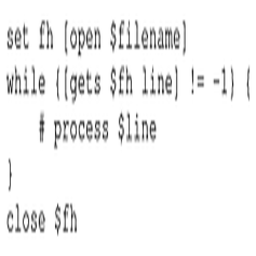 set fh [open $filename]
while {[gets $fh line] != -1} {
    # process $line
}
close $fh